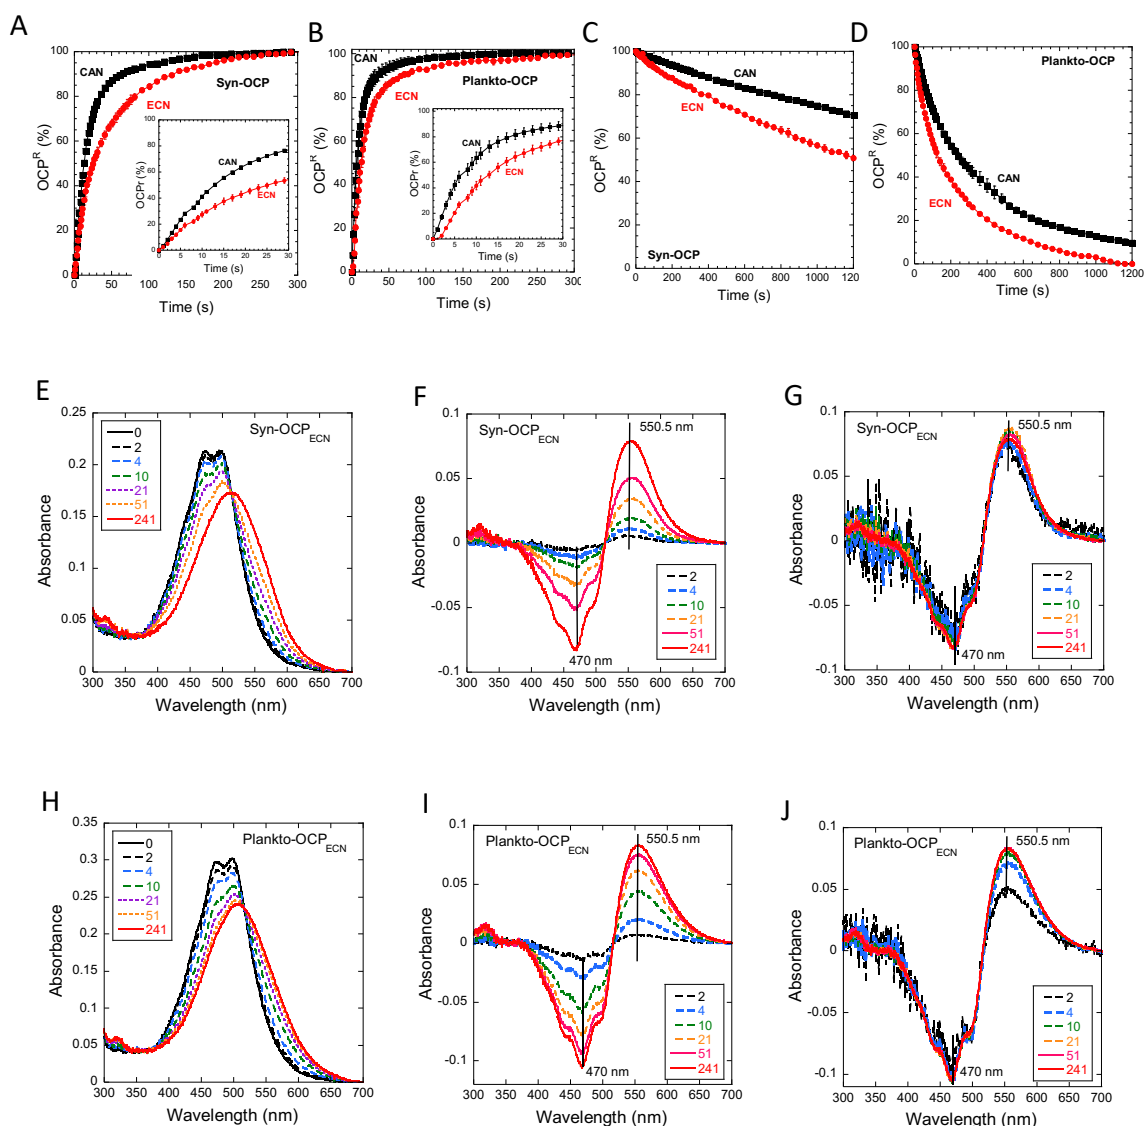 A
B
C
D
100
80
60
40
20
0
OCP^R (%)
CAN
ECN
Syn-OCP
100
80
60
40
20
0
OCPr (%)
CAN
ECN
0 5 10 15 20 25 30
Time (s)
0 50 100 150 200 250 300
Time (s)
100
80
60
40
20
0
OCP^R (%)
CAN
ECN
Plankto-OCP
100
80
60
40
20
0
OCPr (%)
CAN
ECN
0 5 10 15 20 25 30
Time (s)
0 50 100 150 200 250 30
Time (s)
100
80
60
40
20
0
OCP^R (%)
CAN
ECN
Syn-OCP
0 200 400 600 800 1000 120
Time (s)
100
80
60
40
20
0
OCP^R (%)
Plankto-OCP
CAN
ECN
0 200 400 600 800 1000 1200
Time (s)
E
0.25
0.2
0.15
0.1
0.05
0
Absorbance
0
2
4
10
21
51
241
Syn-OCP_ECN
300 350 400 450 500 550 600 650 700
Wavelength (nm)
F
0.1
0.05
0
-0.05
-0.1
Absorbance
Syn-OCP_ECN
550.5 nm
470 nm
2
4
10
21
51
241
300 350 400 450 500 550 600 650 700
Wavelength (nm)
G
0.1
0.05
0
-0.05
-0.1
Absorbance
Syn-OCP_ECN
550.5 nm
470 nm
2
4
10
21
51
241
300 350 400 450 500 550 600 650 700
Wavelength (nm)
H
0.35
0.3
0.25
0.2
0.15
0.1
0.05
0
Absorbance
0
2
4
10
21
51
241
Plankto-OCP_ECN
300 350 400 450 500 550 600 650 700
Wavelength (nm)
I
0.1
0.05
0
-0.05
-0.1
Absorbance
Plankto-OCP_ECN
550.5 nm
470 nm
2
4
10
21
51
241
300 350 400 450 500 550 600 650 700
Wavelength (nm)
J
0.1
0.05
0
-0.05
-0.1
Absorbance
Plankto-OCP_ECN
550.5 nm
470 nm
2
4
10
21
51
241
300 350 400 450 500 550 600 650 700
Wavelength (nm)